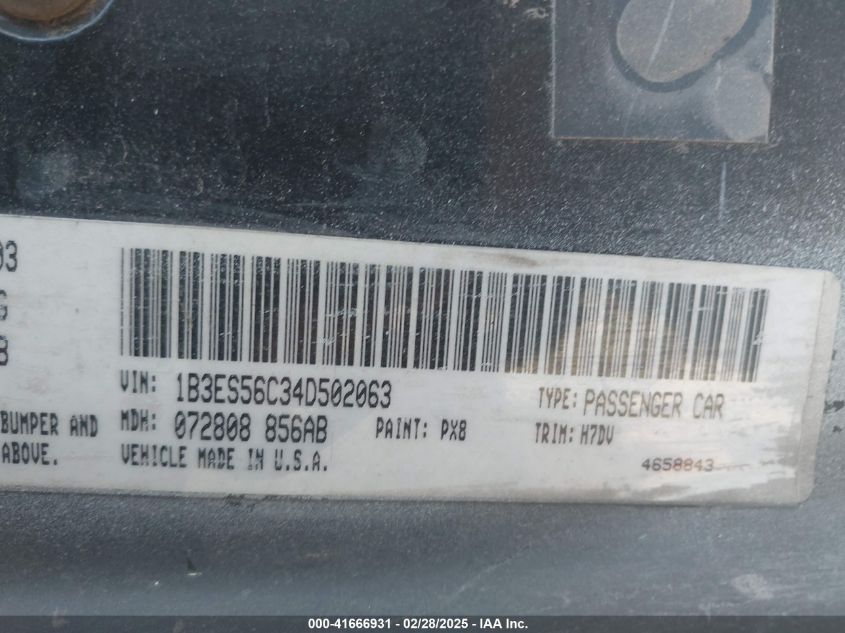 03
G
8
VIN: 1B3ES56C34D502063
TYPE: PASSENGER CAR
BUMPER AND
MDH: 072808 856AB
PAINT: PX8
TRIM: H7DV
ABOVE.
VEHICLE MADE IN U.S.A.
4658843
000-41666931 - 02/28/2025 - IAA Inc.